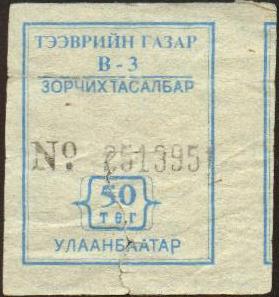 ТЭЭВРИЙН ГАЗАР
В - 3
ЗОРЧИХ ТАСАЛБАР
№ 251395
50
төг
УЛААНБААТАР